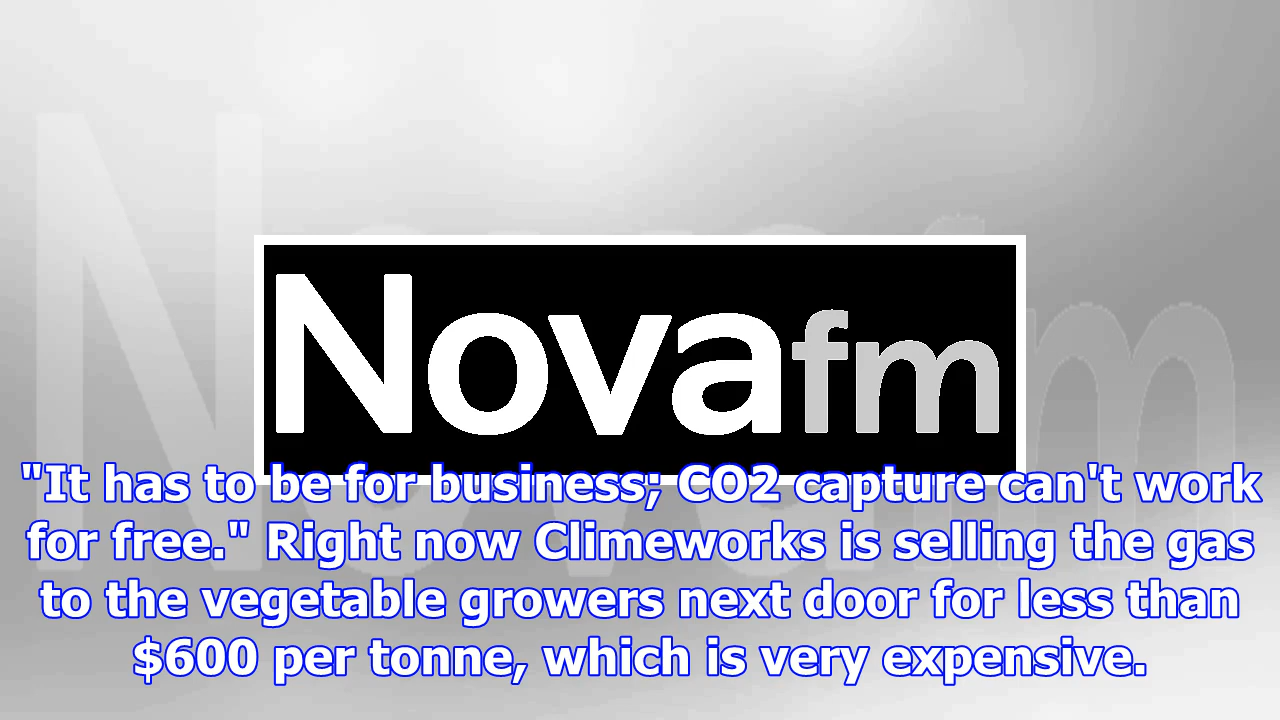 Novafm
"It has to be for business; CO2 capture can't work
for free." Right now Climeworks is selling the gas
to the vegetable growers next door for less than
$600 per tonne, which is very expensive.